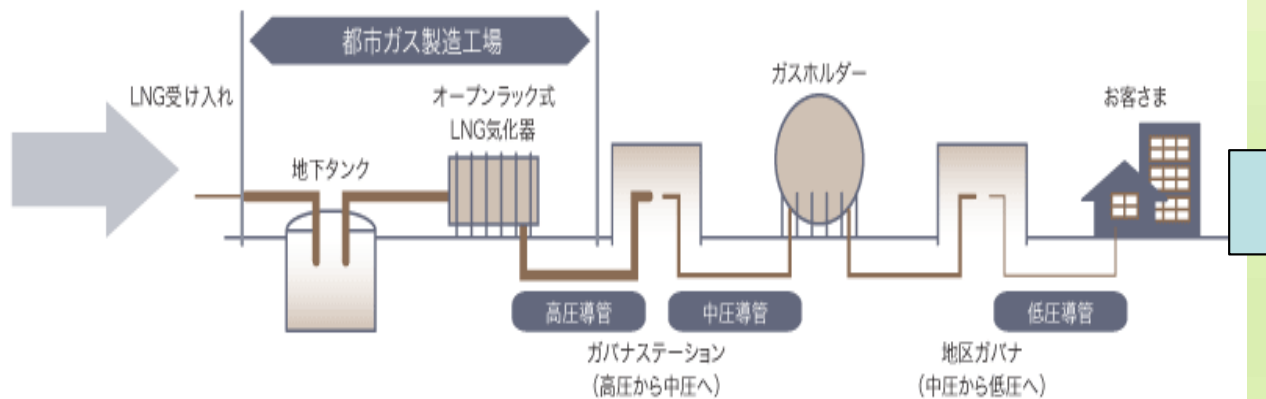 都市ガス製造工場
LNG受け入れ
地下タンク
オープンラック式
LNG気化器
ガスホルダー
お客さま
高圧導管
中圧導管
低圧導管
ガバナステーション
（高圧から中圧へ）
地区ガバナ
（中圧から低圧へ）